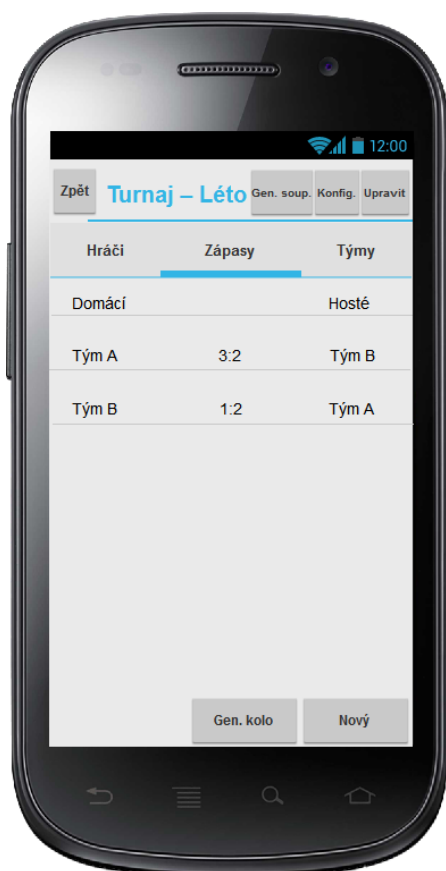 12:00
Zpět Turnaj – Léto Gen. soup. Konfig. Upravit
Hráči Zápasy Týmy
Domácí Hosté
Tým A 3:2 Tým B
Tým B 1:2 Tým A
Gen. kolo Nový